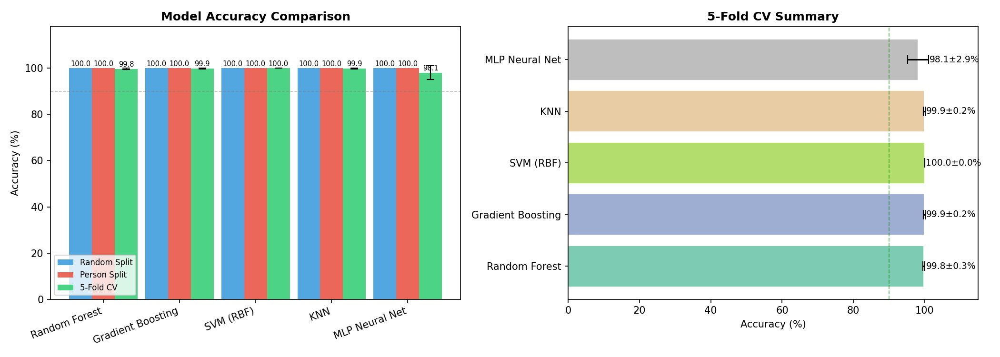 Model Accuracy Comparison
Accuracy (%)
100
80
60
40
20
0
100.0 100.0 99.8
100.0 100.0 99.9
100.0 100.0 100.0
100.0 100.0 99.9
100.0 100.0 98.1
Random Split
Person Split
5-Fold CV
Random Forest
Gradient Boosting
SVM (RBF)
KNN
MLP Neural Net
5-Fold CV Summary
MLP Neural Net
98.1±2.9%
KNN
99.9±0.2%
SVM (RBF)
100.0±0.0%
Gradient Boosting
99.9±0.2%
Random Forest
99.8±0.3%
0 20 40 60 80 100
Accuracy (%)